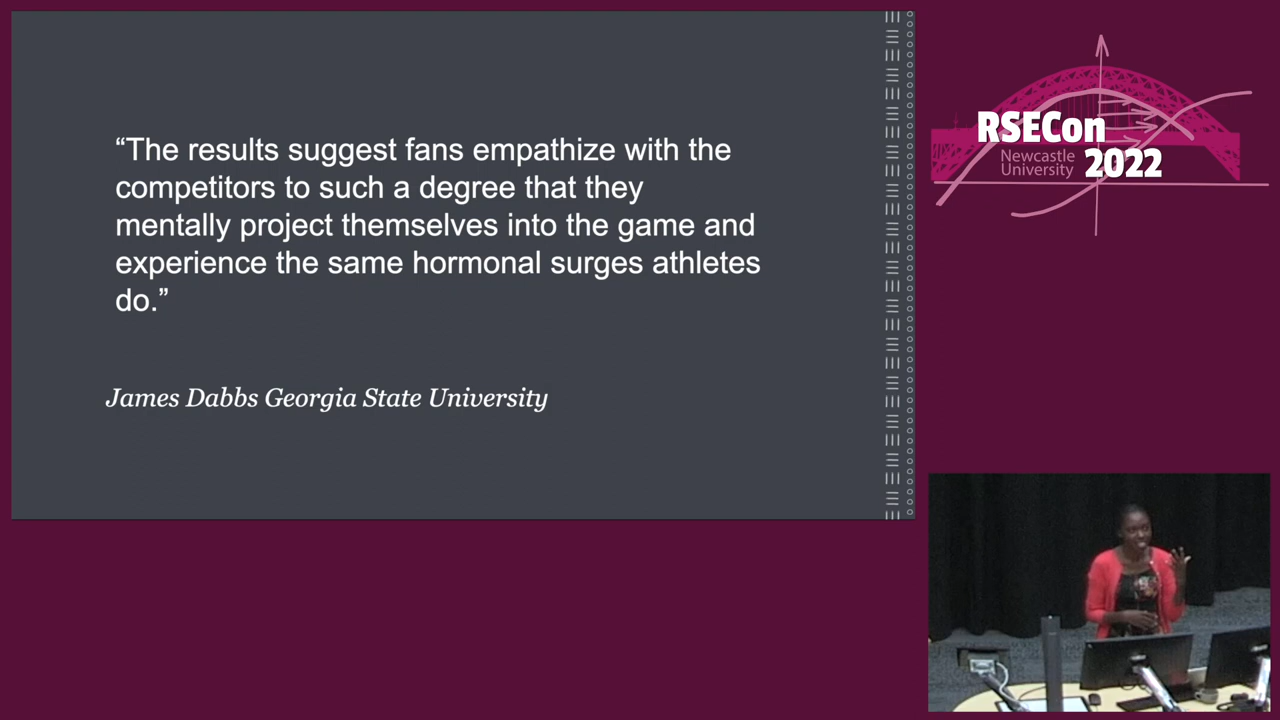 “The results suggest fans empathize with the
competitors to such a degree that they
mentally project themselves into the game and
experience the same hormonal surges athletes
do.”
James Dabbs Georgia State University
RSECon
Newcastle
University
2022